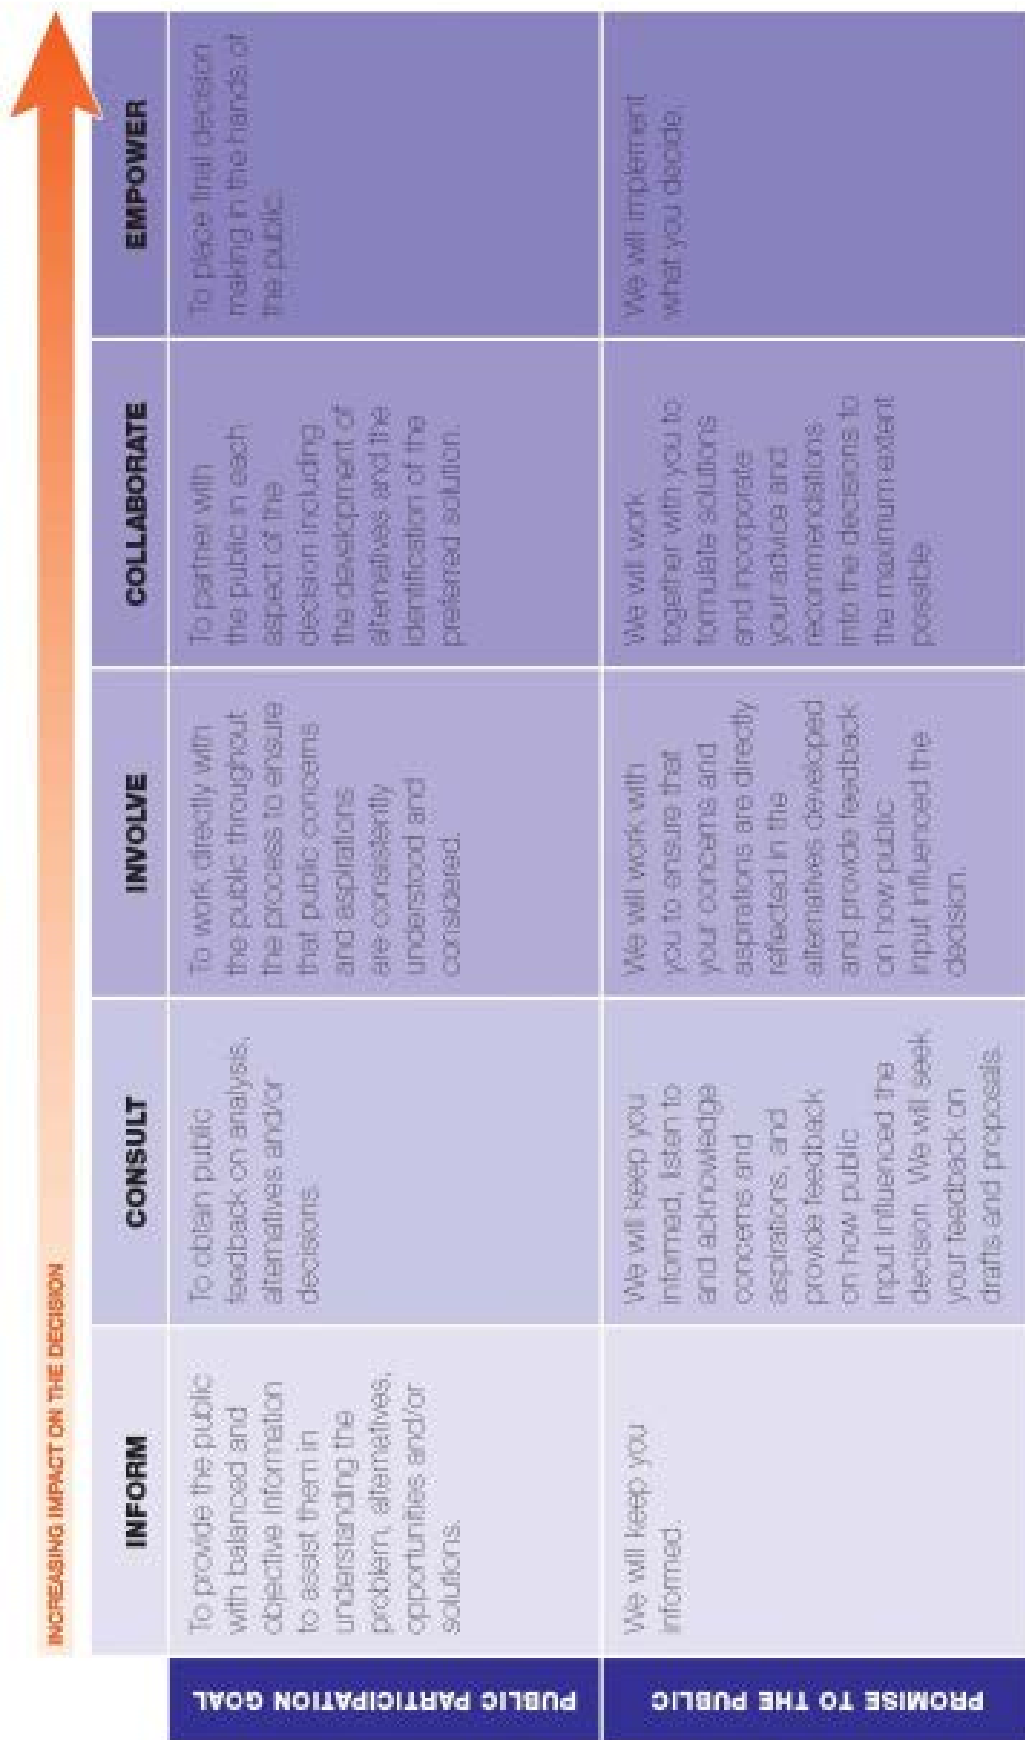 INCREASING IMPACT ON THE DECISION
INFORM
CONSULT
INVOLVE
COLLABORATE
EMPOWER
PUBLIC PARTICIPATION GOAL
To provide the public
with balanced and
objective information
to assist them in
understanding the
problem, alternatives,
opportunities and/or
solutions.
To obtain public
feedback on analysis,
alternatives and/or
decisions.
To work directly with
the public throughout
the process to ensure
that public concerns
and aspirations
are consistently
understood and
considered.
To partner with
the public in each
aspect of the
decision including
the development of
alternatives and the
identification of the
preferred solution.
To place final decision
making in the hands of
the public.
PROMISE TO THE PUBLIC
We will keep you
informed.
We will keep you
informed, listen to
and acknowledge
concerns and
aspirations, and
provide feedback
on how public
input influenced the
decision. We will seek
your feedback on
drafts and proposals.
We will work with
you to ensure that
your concerns and
aspirations are directly
reflected in the
alternatives developed
and provide feedback
on how public
input influenced the
decision.
We will work
together with you to
formulate solutions
and incorporate
your advice and
recommendations
into the decisions to
the maximum extent
possible.
We will implement
what you decide.